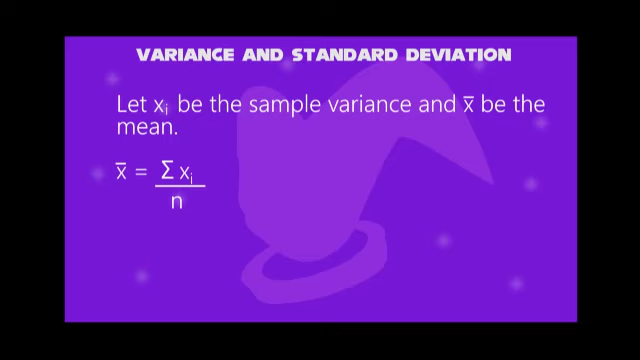 VARIANCE AND STANDARD DEVIATION
Let xᵢ be the sample variance and x̄ be the
mean.
x̄ = Σ xᵢ
n